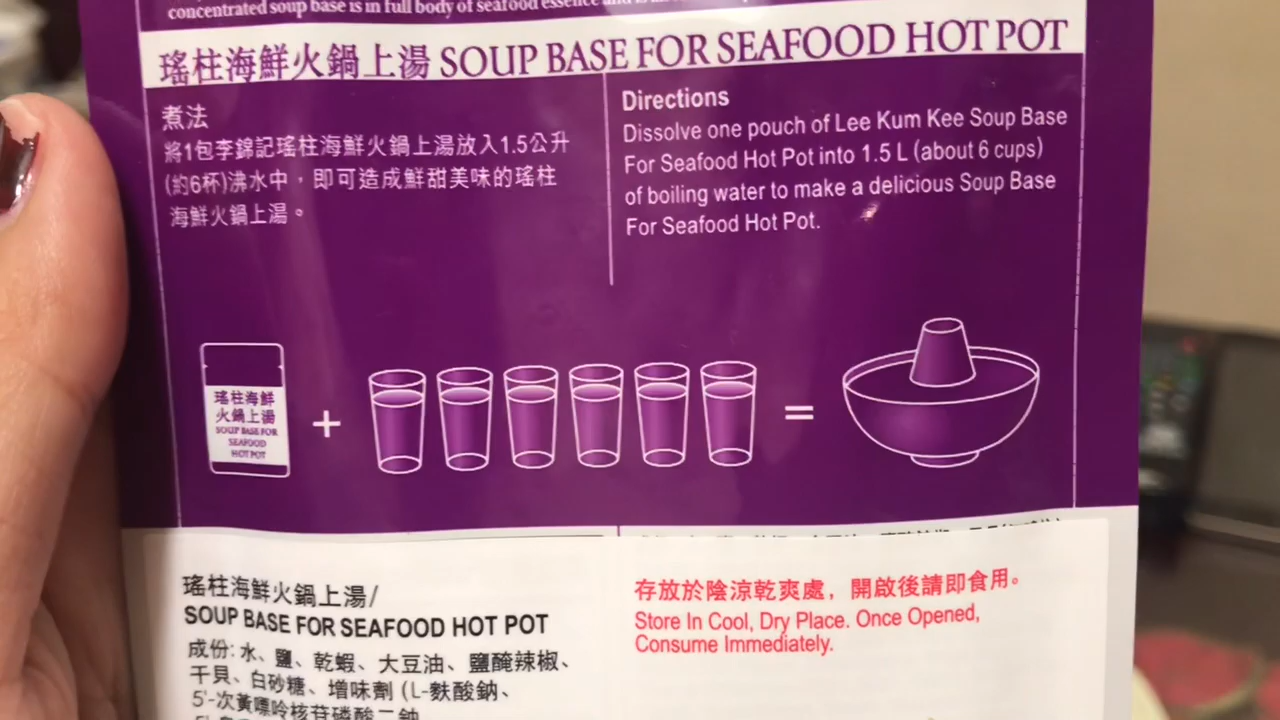 concentrated soup base is in full body of seafood essence and
瑤柱海鮮火鍋上湯 SOUP BASE FOR SEAFOOD HOT POT
煮法
將1包李錦記瑤柱海鮮火鍋上湯放入1.5公升
(約6杯)沸水中，即可造成鮮甜美味的瑤柱
海鮮火鍋上湯。
Directions
Dissolve one pouch of Lee Kum Kee Soup Base
For Seafood Hot Pot into 1.5 L (about 6 cups)
of boiling water to make a delicious Soup Base
For Seafood Hot Pot.
瑤柱海鮮
火鍋上湯
SOUP BASE FOR
SEAFOOD
HOT POT
+
=
瑤柱海鮮火鍋上湯/
SOUP BASE FOR SEAFOOD HOT POT
成份: 水、鹽、乾蝦、大豆油、鹽醃辣椒、
干貝、白砂糖、增味劑 (L-麩酸鈉、
5'-次黃嘌呤核苷磷酸二鈉
存放於陰涼乾爽處，開啟後請即食用。
Store In Cool, Dry Place. Once Opened,
Consume Immediately.